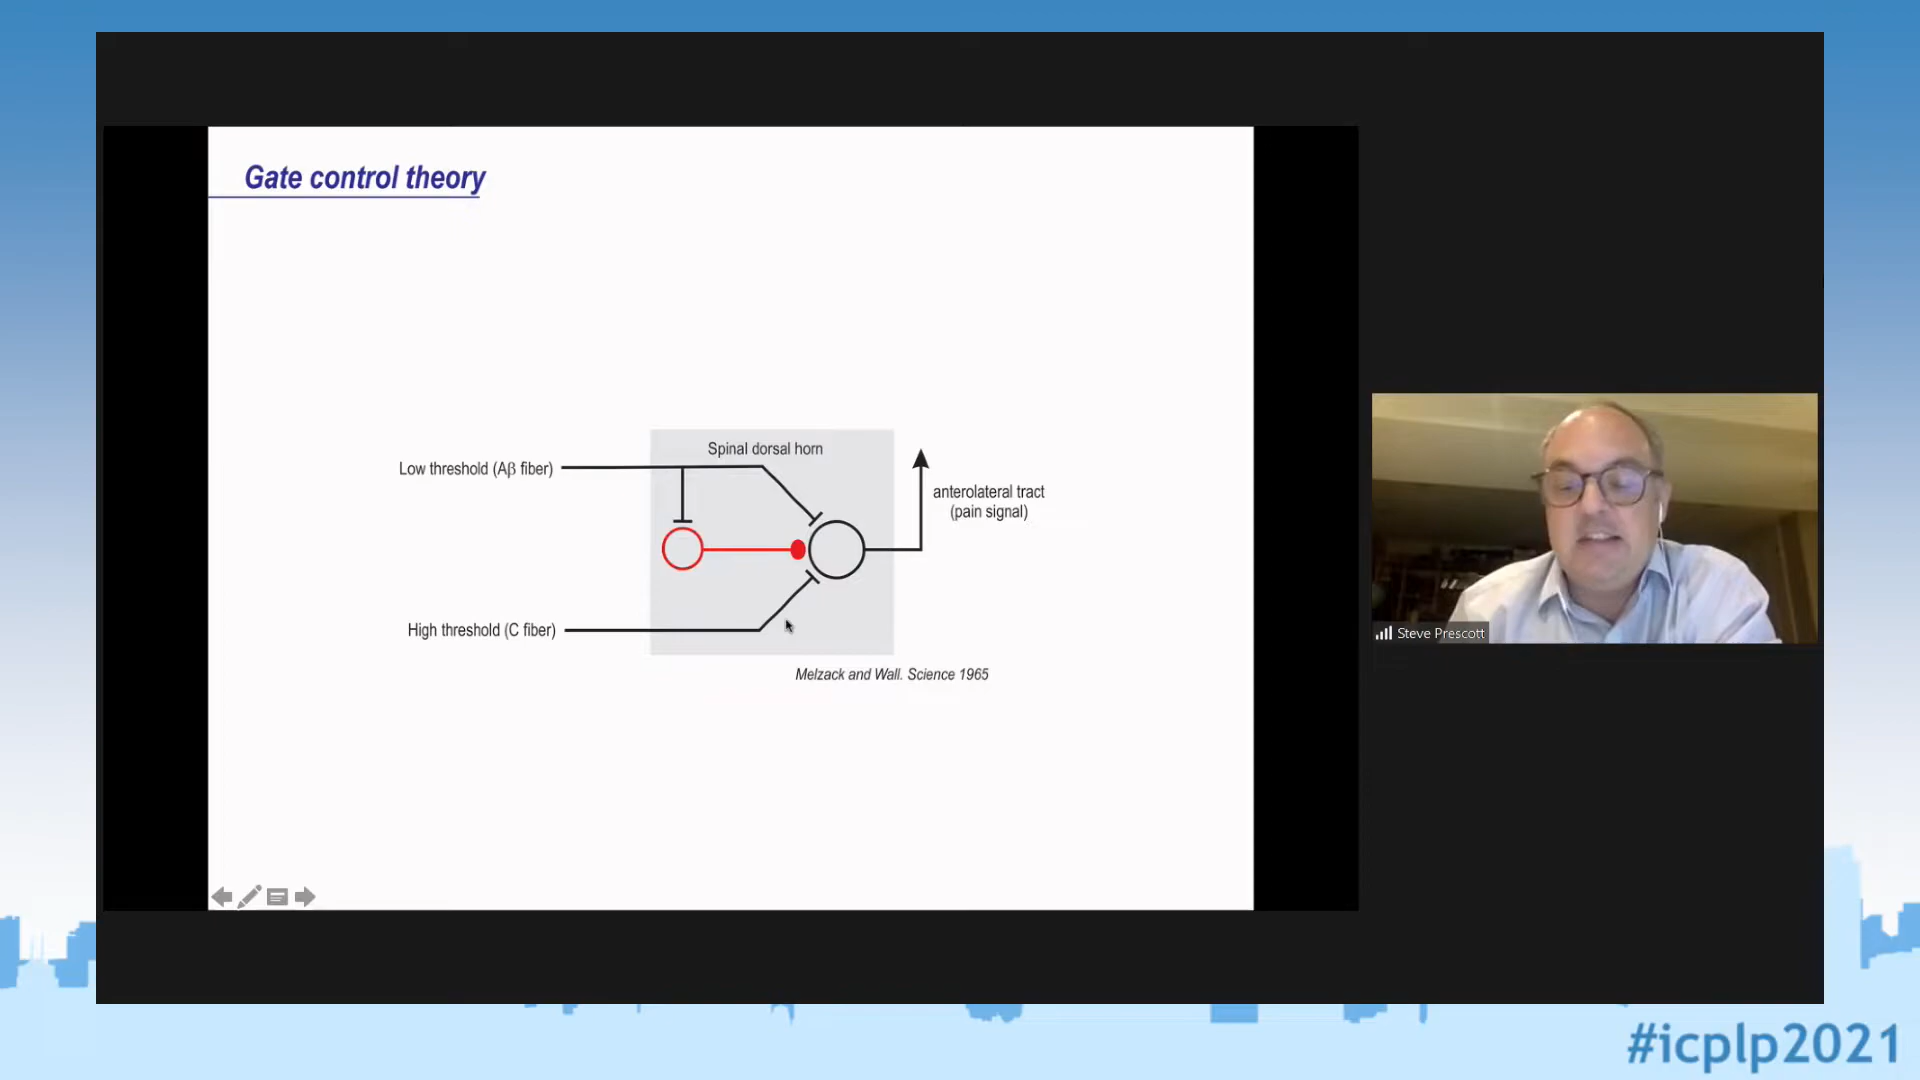 Gate control theory
Spinal dorsal horn
Low threshold (Aβ fiber)
anterolateral tract
(pain signal)
High threshold (C fiber)
Melzack and Wall. Science 1965
Steve Prescott
#icplp2021